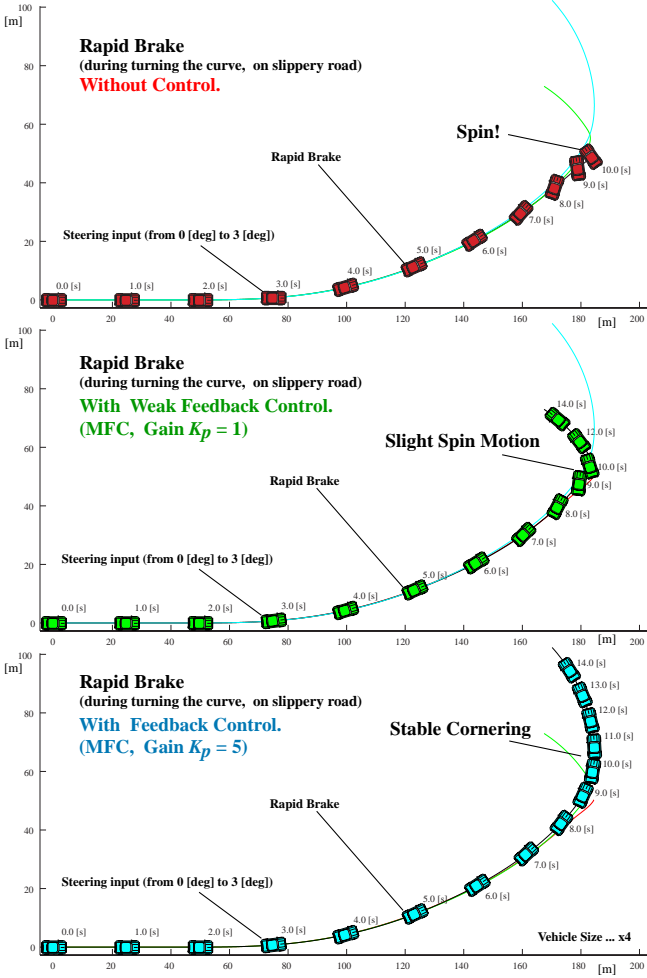 [m]
100
Rapid Brake
(during turning the curve, on slippery road)
Without Control.
80
60
Spin!
Rapid Brake
10.0 [s]
9.0 [s]
40
8.0 [s]
7.0 [s]
Steering input (from 0 [deg] to 3 [deg])
5.0 [s]
6.0 [s]
20
4.0 [s]
0.0 [s] 1.0 [s] 2.0 [s] 3.0 [s]
0
0 20 40 60 80 100 120 140 160 [m] 180 200
[m]
100
Rapid Brake
(during turning the curve, on slippery road)
With Weak Feedback Control.
(MFC, Gain Kp = 1)
80
14.0 [s]
12.0 [s]
60
Slight Spin Motion
10.0 [s]
Rapid Brake
9.0 [s]
40
8.0 [s]
7.0 [s]
Steering input (from 0 [deg] to 3 [deg])
5.0 [s]
6.0 [s]
20
4.0 [s]
0.0 [s] 1.0 [s] 2.0 [s] 3.0 [s]
0
0 20 40 60 80 100 120 140 160 [m] 180 200
[m]
100
Rapid Brake
(during turning the curve, on slippery road)
With Feedback Control.
(MFC, Gain Kp = 5)
14.0 [s]
13.0 [s]
80
12.0 [s]
Stable Cornering
11.0 [s]
60
10.0 [s]
9.0 [s]
Rapid Brake
40
8.0 [s]
7.0 [s]
Steering input (from 0 [deg] to 3 [deg])
6.0 [s]
20
5.0 [s]
4.0 [s]
0.0 [s] 1.0 [s] 2.0 [s] 3.0 [s]
Vehicle Size ... x4
0
0 20 40 60 80 100 120 140 160 [m] 180 200